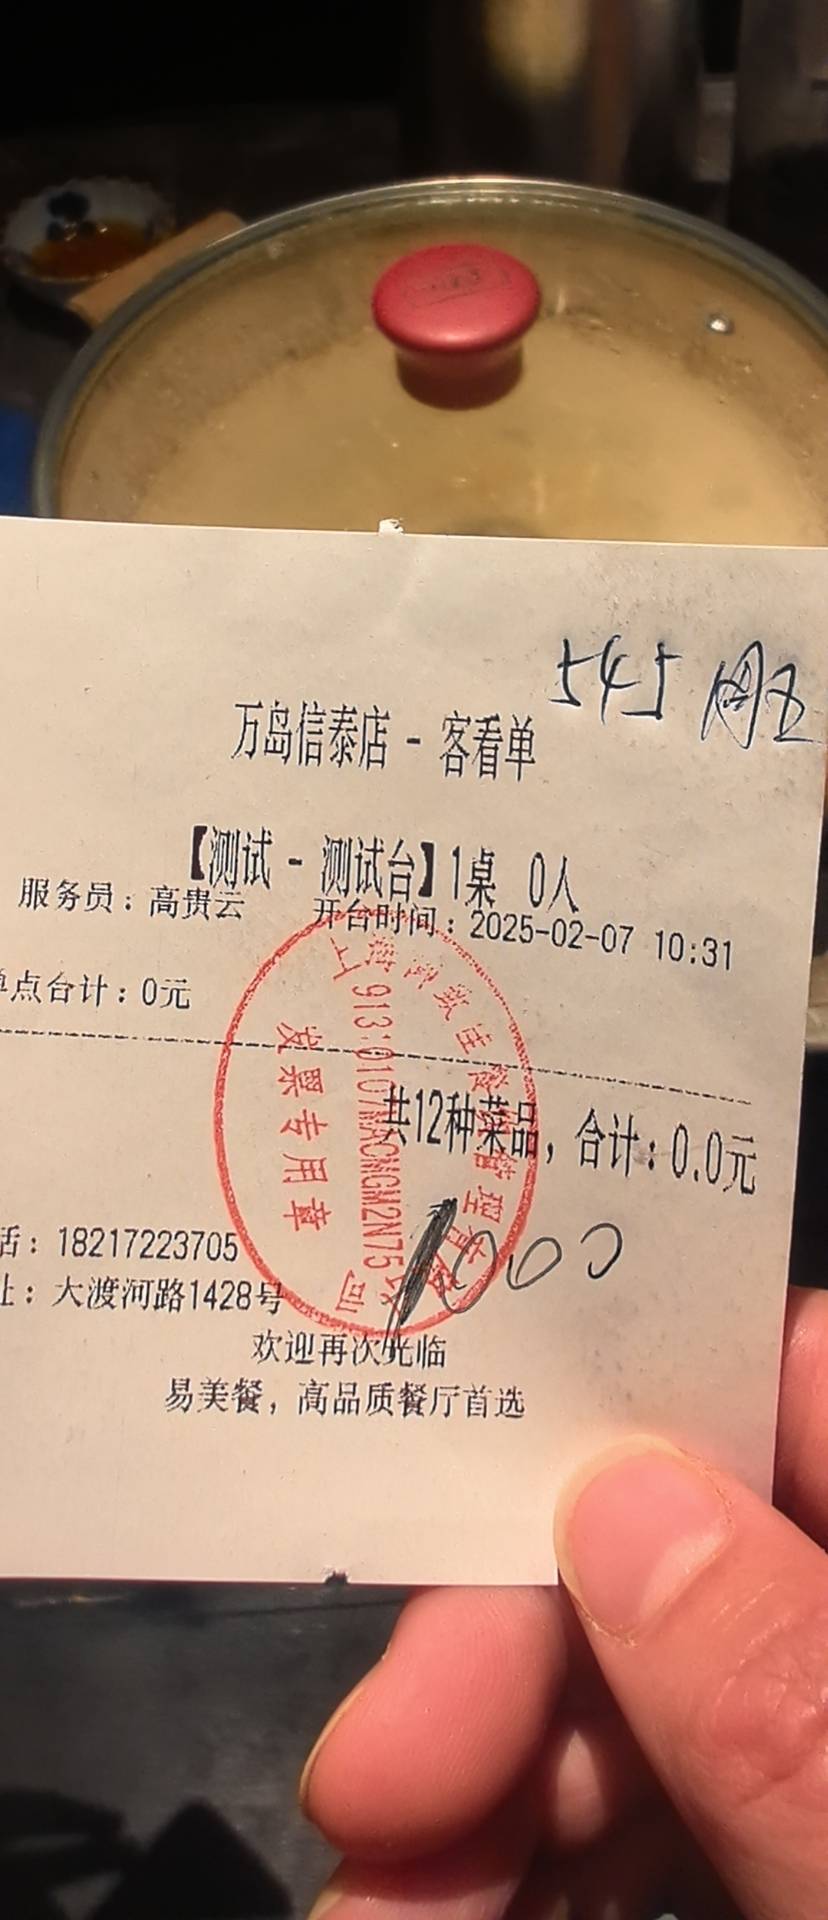 545
万岛信泰店 - 客看单
【测试 - 测试台】1桌 0人
服务员：高贵云 开台时间：2025-02-07 10:31
点台计：0元
共12种菜品，合计：0.0元
发票专用章
1000
话：18217223705
址：大渡河路1428号
欢迎再次光临
易美餐，高品质餐厅首选